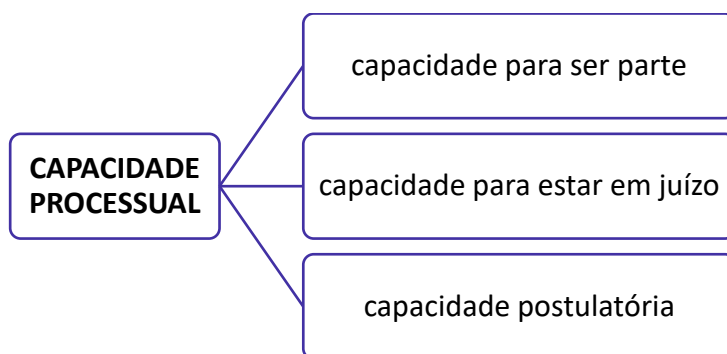 CAPACIDADE
PROCESSUAL
capacidade para ser parte
capacidade para estar em juízo
capacidade postulatória